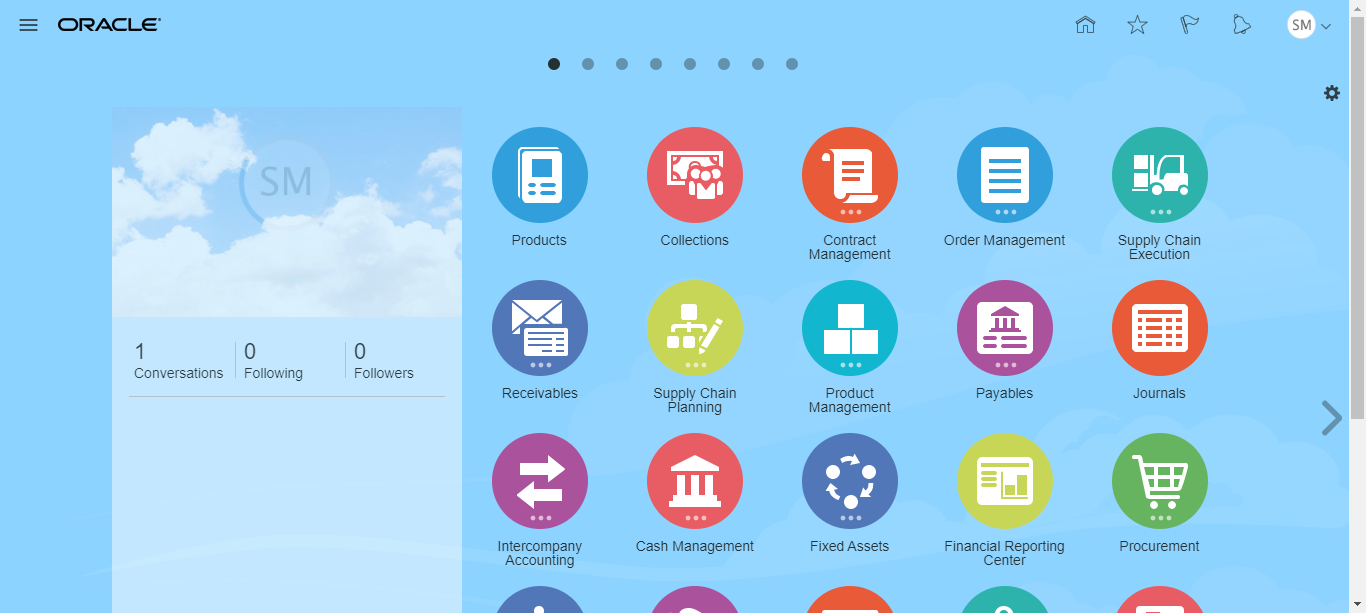 ORACLE
SM
SM
1
Conversations
0
Following
0
Followers
Products
Collections
Contract
Management
Order Management
Supply Chain
Execution
Receivables
Supply Chain
Planning
Product
Management
Payables
Journals
Intercompany
Accounting
Cash Management
Fixed Assets
Financial Reporting
Center
Procurement